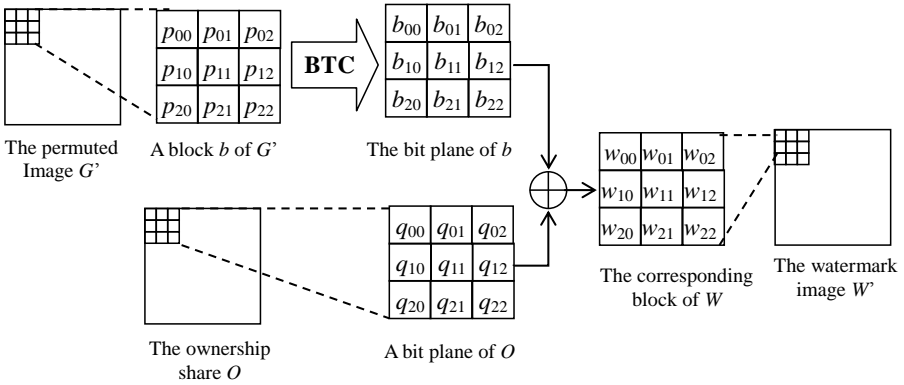 p00 p01 p02
p10 p11 p12
p20 p21 p22
BTC
b00 b01 b02
b10 b11 b12
b20 b21 b22
The permuted
Image G’
A block b of G’
The bit plane of b
w00 w01 w02
w10 w11 w12
w20 w21 w22
q00 q01 q02
q10 q11 q12
q20 q21 q22
The corresponding
block of W
The watermark
image W’
The ownership
share O
A bit plane of O